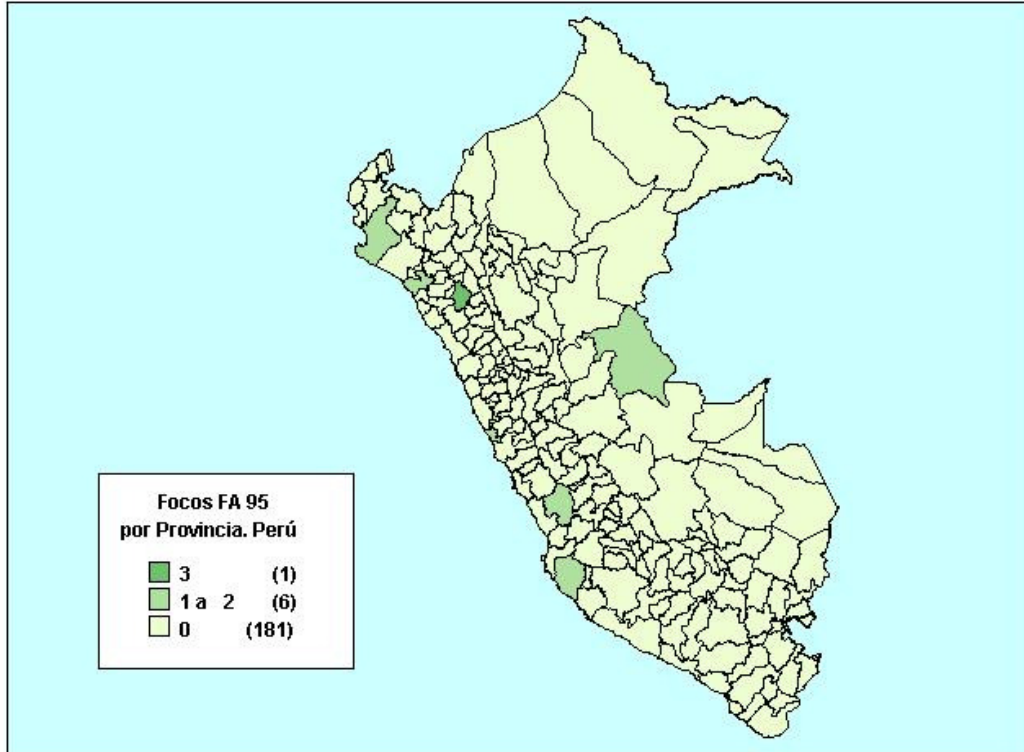 Focos FA 95
por Provincia. Perú
3 (1)
1 a 2 (6)
0 (181)